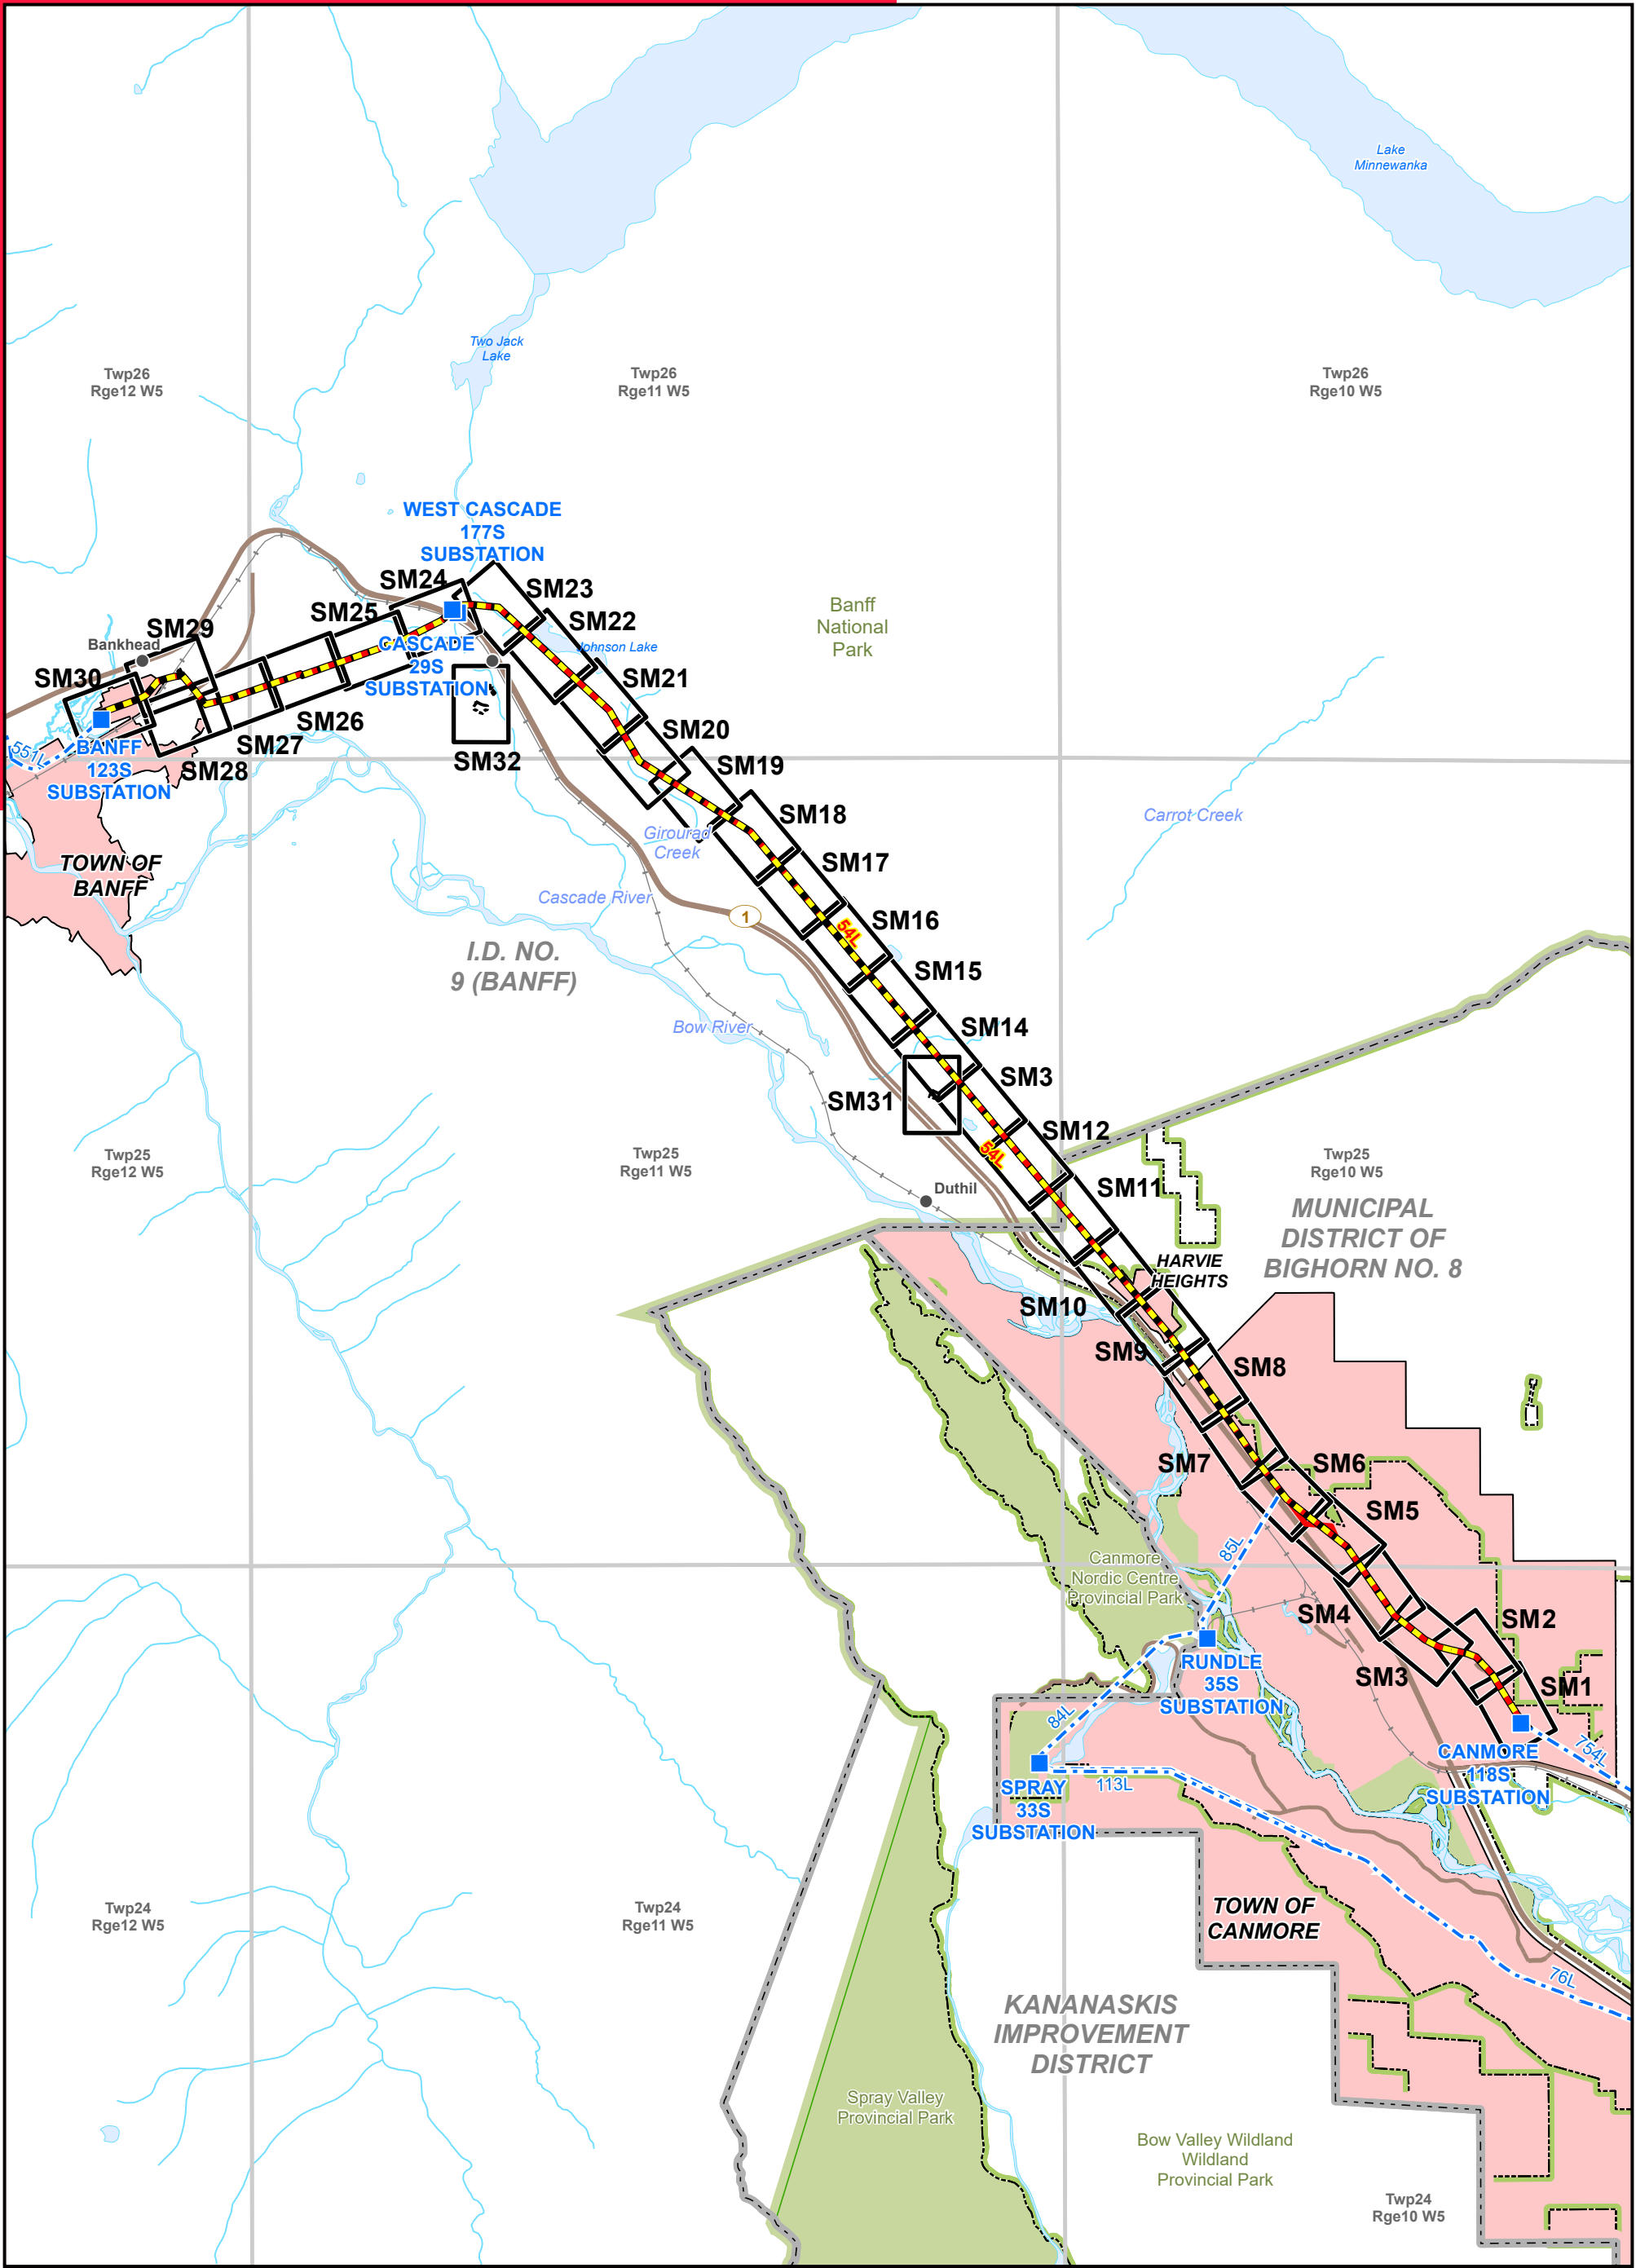 Lake
Minnewanka
Two Jack
Lake
Twp26
Rge12 W5
Twp26
Rge11 W5
Twp26
Rge10 W5
WEST CASCADE
177S
SUBSTATION
SM24
SM23
SM25
SM22
SM29
Bankhead
CASCADE
29S
SUBSTATION
Johnson Lake
Banff
National
Park
SM30
SM21
SM26
SM20
SM27
SM28
SM32
SM19
551L
BANFF
123S
SUBSTATION
SM18
Girourad
Creek
Carrot Creek
SM17
TOWN OF
BANFF
Cascade River
1
SM16
54L
I.D. NO.
9 (BANFF)
SM15
Bow River
SM14
SM3
SM31
SM12
54L
Twp25
Rge12 W5
Twp25
Rge11 W5
Twp25
Rge10 W5
Duthil
SM11
MUNICIPAL
DISTRICT OF
BIGHORN NO. 8
HARVIE
HEIGHTS
SM10
SM9
SM8
SM7
SM6
SM5
85L
Canmore
Nordic Centre
Provincial Park
SM4
SM2
SM3
SM1
RUNDLE
35S
SUBSTATION
84L
CANMORE
118S
SUBSTATION
754L
SPRAY
33S
SUBSTATION
113L
Twp24
Rge12 W5
Twp24
Rge11 W5
TOWN OF
CANMORE
76L
KANANASKIS
IMPROVEMENT
DISTRICT
Spray Valley
Provincial Park
Bow Valley Wildland
Wildland
Provincial Park
Twp24
Rge10 W5